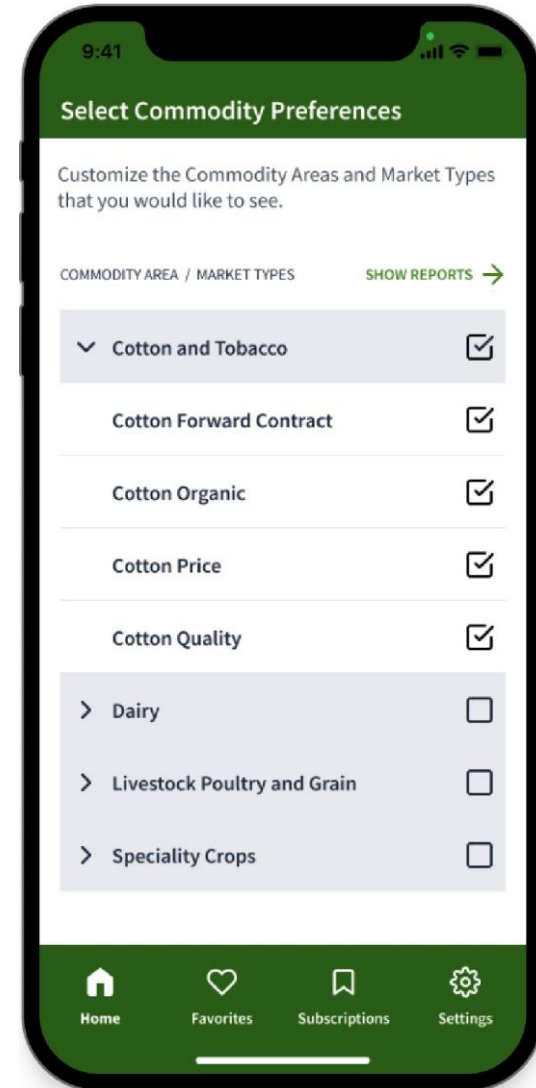 9:41
Select Commodity Preferences
Customize the Commodity Areas and Market Types
that you would like to see.
COMMODITY AREA / MARKET TYPES SHOW REPORTS
Cotton and Tobacco
Cotton Forward Contract
Cotton Organic
Cotton Price
Cotton Quality
Dairy
Livestock Poultry and Grain
Speciality Crops
Home Favorites Subscriptions Settings